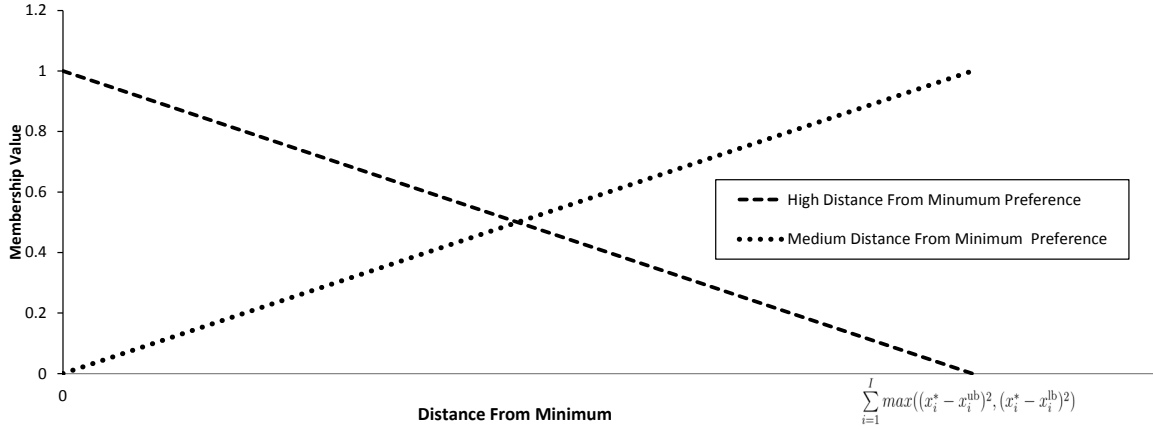 1.2
1
0.8
0.6
0.4
0.2
0
Membership Value
High Distance From Minumum Preference
Medium Distance From Minimum Preference
0
Distance From Minimum
\sum_{i=1}^{I} max((x_i^* - x_i^{ub})^2, (x_i^* - x_i^{lb})^2)